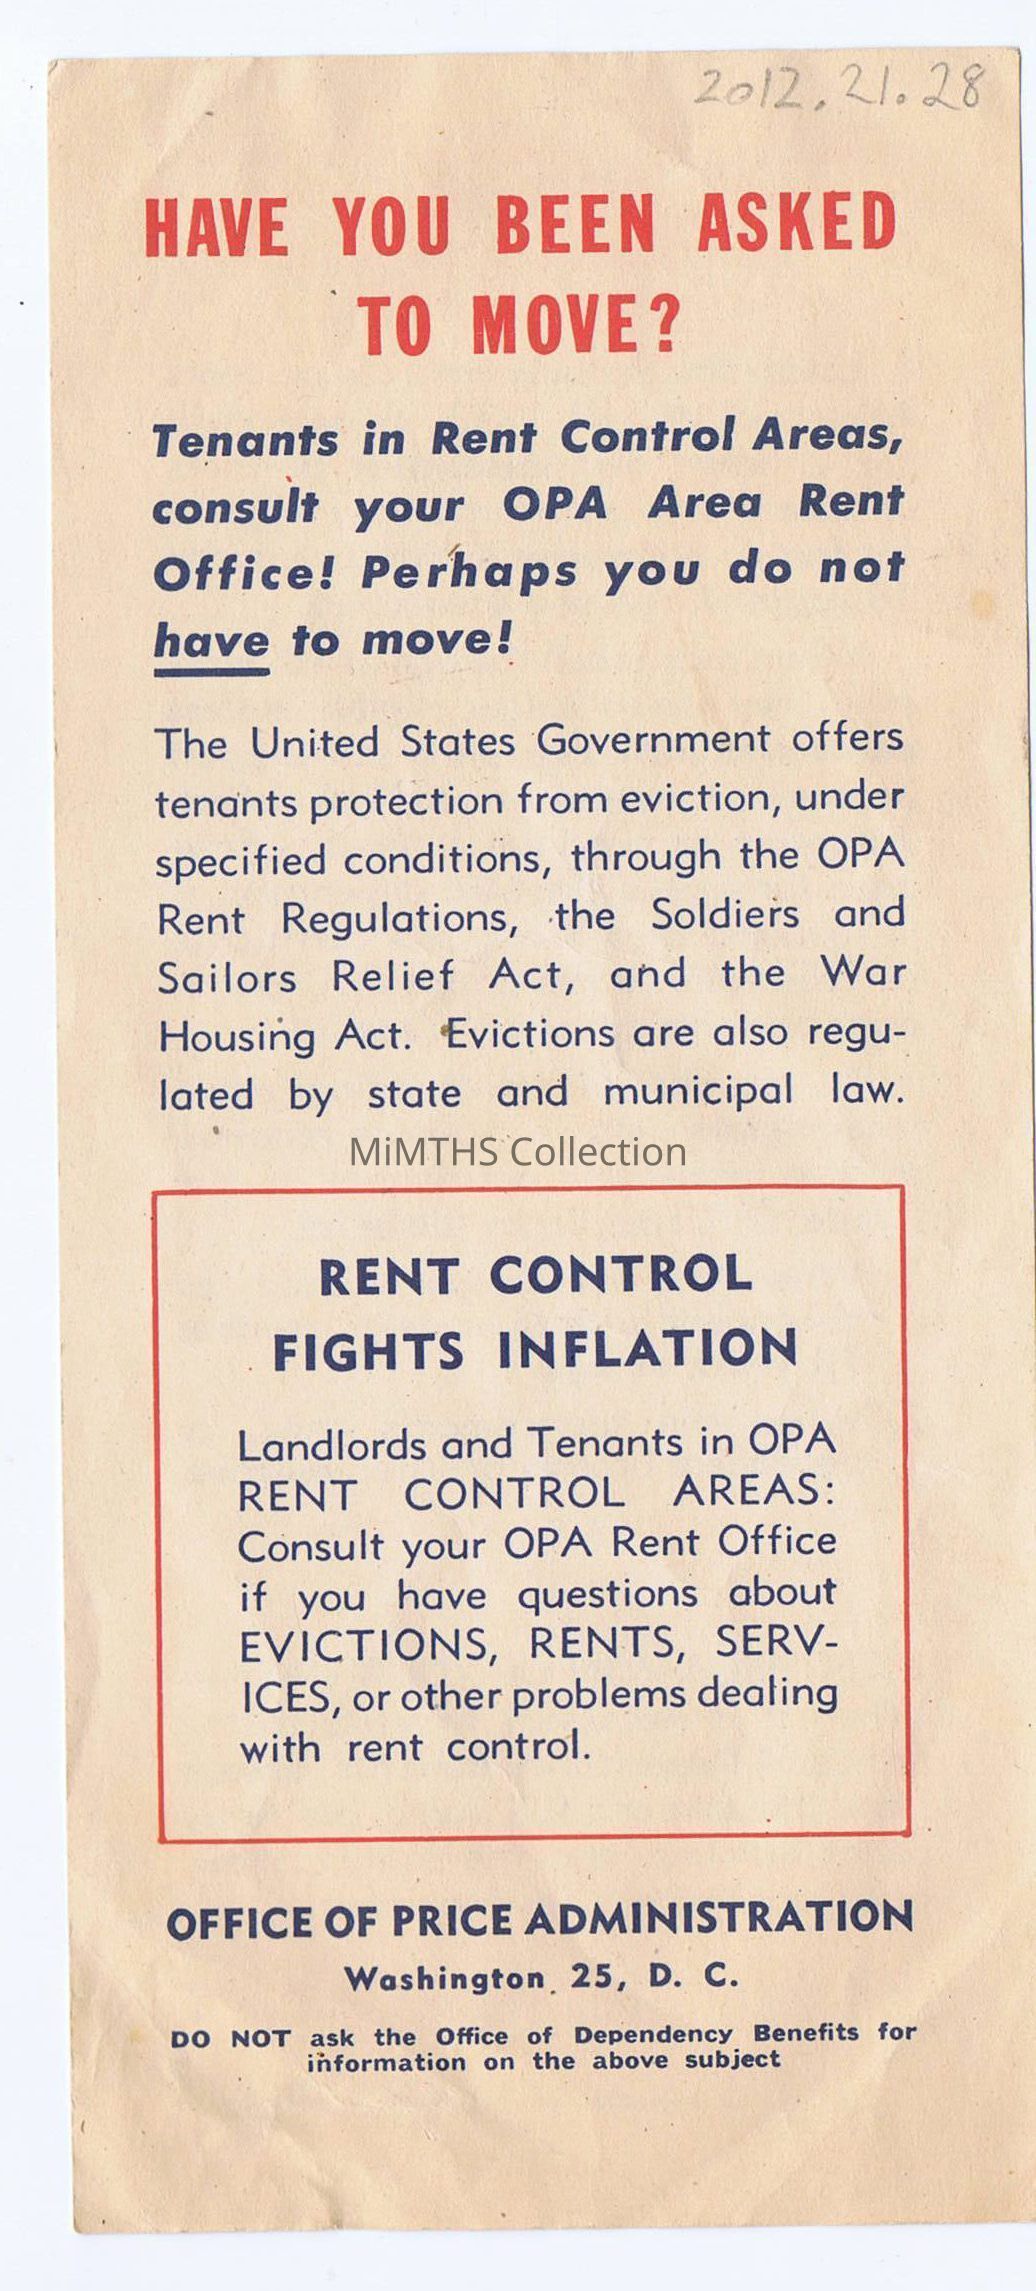 2012.21.28
HAVE YOU BEEN ASKED
TO MOVE?
Tenants in Rent Control Areas,
consult your OPA Area Rent
Office! Perhaps you do not
have to move!
The United States Government offers
tenants protection from eviction, under
specified conditions, through the OPA
Rent Regulations, the Soldiers and
Sailors Relief Act, and the War
Housing Act. Evictions are also regu-
lated by state and municipal law.
MiMTHS Collection
RENT CONTROL
FIGHTS INFLATION
Landlords and Tenants in OPA
RENT CONTROL AREAS:
Consult your OPA Rent Office
if you have questions about
EVICTIONS, RENTS, SERV-
ICES, or other problems dealing
with rent control.
OFFICE OF PRICE ADMINISTRATION
Washington 25, D. C.
DO NOT ask the Office of Dependency Benefits for
information on the above subject